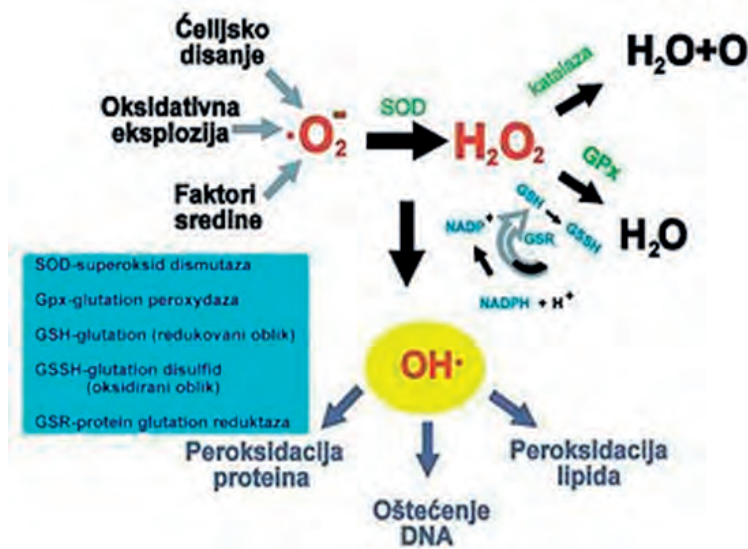 Ćelijsko
disanje
Oksidativna
eksplozija
Faktori
sredine
·O₂⁻
SOD
H₂O₂
katalaza
H₂O+O
GPx
H₂O
GSH
GSSH
GSR
NADP⁺
NADPH + H⁺
SOD-superoksid dismutaza
Gpx-glutation peroxydaza
GSH-glutation (redukovani oblik)
GSSH-glutation disulfid
(oksidirani oblik)
GSR-protein glutation reduktaza
OH·
Peroksidacija
proteina
Oštećenje
DNA
Peroksidacija
lipida